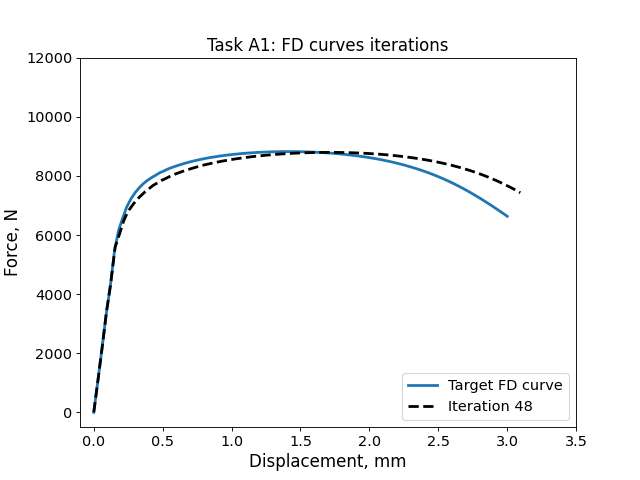 Task A1: FD curves iterations
12000
10000
8000
6000
4000
2000
0
Force, N
Target FD curve
Iteration 48
0.0 0.5 1.0 1.5 2.0 2.5 3.0 3.5
Displacement, mm